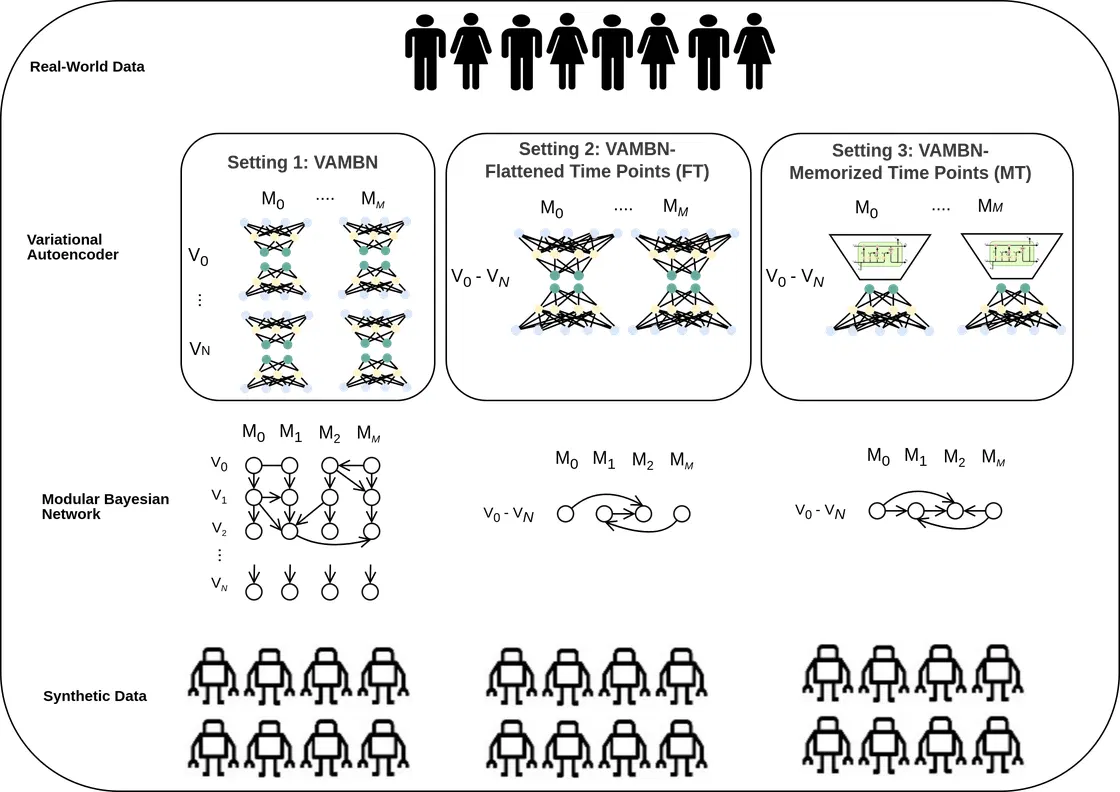 Real-World Data
Setting 1: VAMBN
Setting 2: VAMBN-
Flattened Time Points (FT)
Setting 3: VAMBN-
Memorized Time Points (MT)
Variational
Autoencoder
M0 .... MM
V0
⋮
VN
M0 .... MM
V0 - VN
M0 .... MM
V0 - VN
Modular Bayesian
Network
M0 M1 M2 MM
V0
V1
V2
⋮
VN
M0 M1 M2 MM
V0 - VN
M0 M1 M2 MM
V0 - VN
Synthetic Data